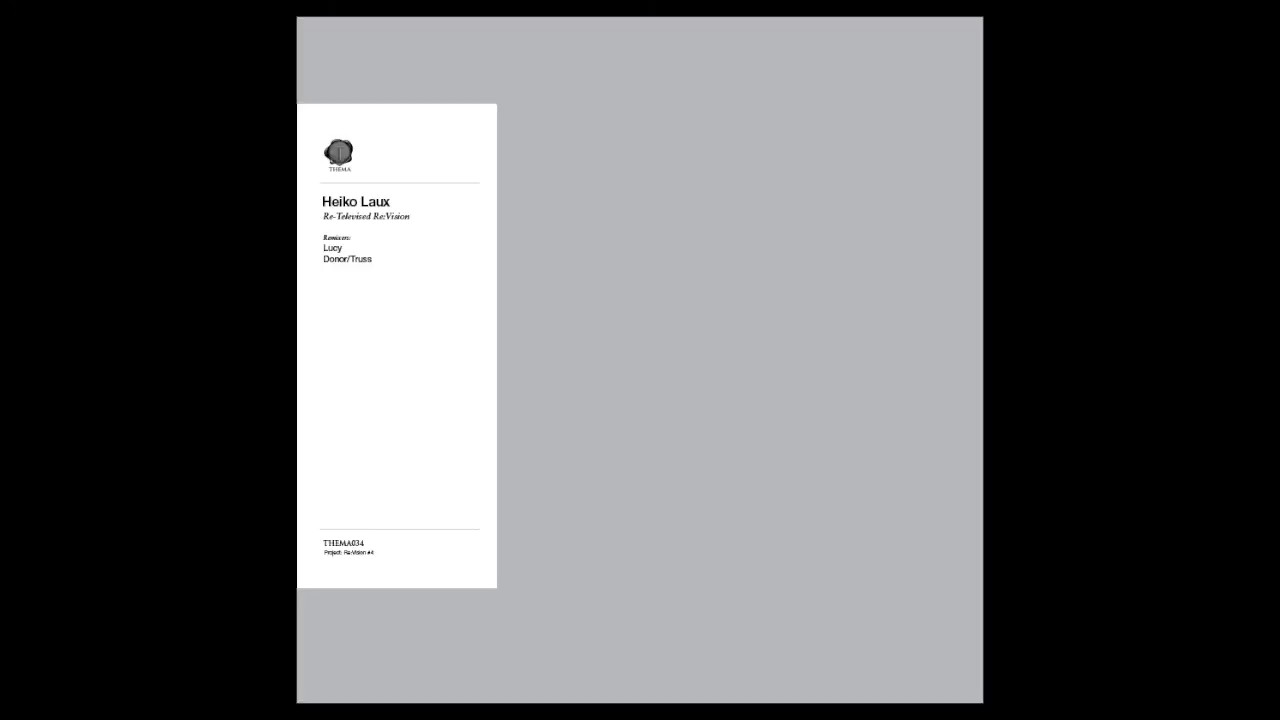 THEMA
Heiko Laux
Re-Televised Re:Vision
Remixers:
Lucy
Donor/Truss
THEMA034
Project: Re:Vision #4